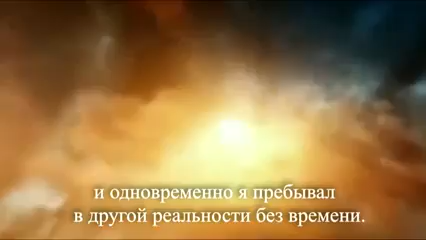 и одновременно я пребывал
в другой реальности без времени.